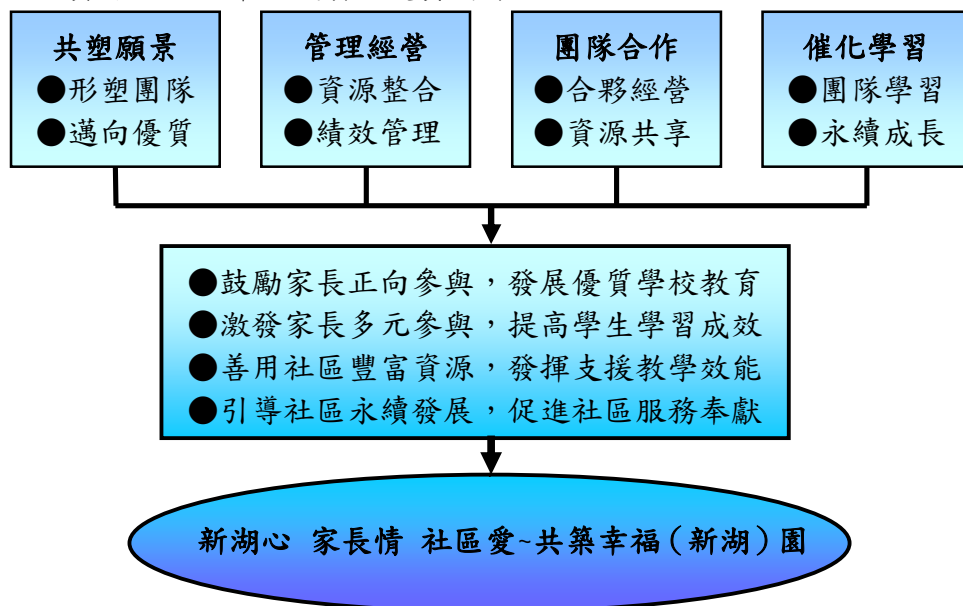 共塑願景
●形塑團隊
●邁向優質
管理經營
●資源整合
●績效管理
團隊合作
●合夥經營
●資源共享
催化學習
●團隊學習
●永續成長
●鼓勵家長正向參與，發展優質學校教育
●激發家長多元參與，提高學生學習成效
●善用社區豐富資源，發揮支援教學效能
●引導社區永續發展，促進社區服務奉獻
新湖心 家長情 社區愛~共築幸福（新湖）園